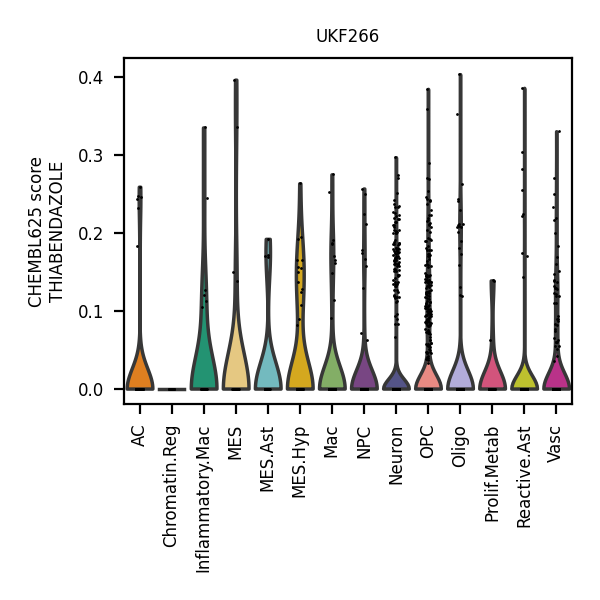 UKF266
CHEMBL625 score
THIABENDAZOLE
0.4
0.3
0.2
0.1
0.0
AC
Chromatin.Reg
Inflammatory.Mac
MES
MES.Ast
MES.Hyp
Mac
NPC
Neuron
OPC
Oligo
Prolif.Metab
Reactive.Ast
Vasc